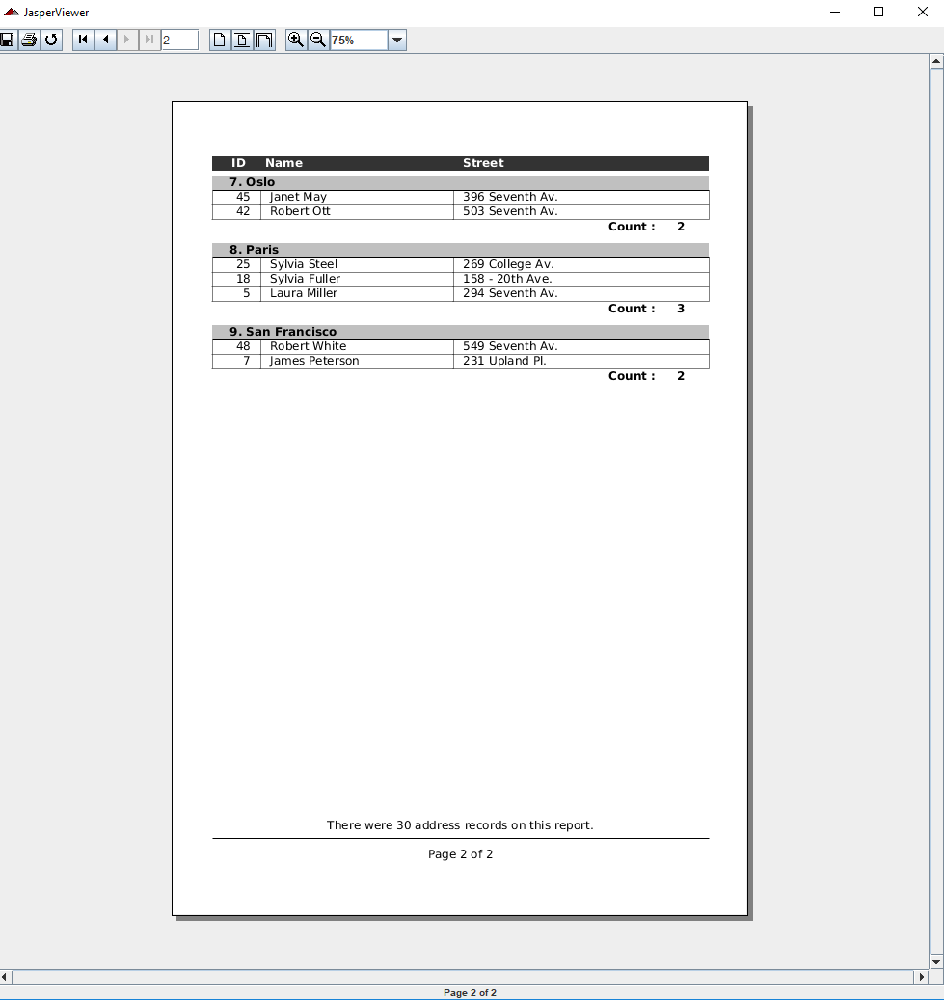 JasperViewer
2
75%
ID Name Street
7. Oslo
45 Janet May 396 Seventh Av.
42 Robert Ott 503 Seventh Av.
Count : 2
8. Paris
25 Sylvia Steel 269 College Av.
18 Sylvia Fuller 158 - 20th Ave.
5 Laura Miller 294 Seventh Av.
Count : 3
9. San Francisco
48 Robert White 549 Seventh Av.
7 James Peterson 231 Upland Pl.
Count : 2
There were 30 address records on this report.
Page 2 of 2
Page 2 of 2